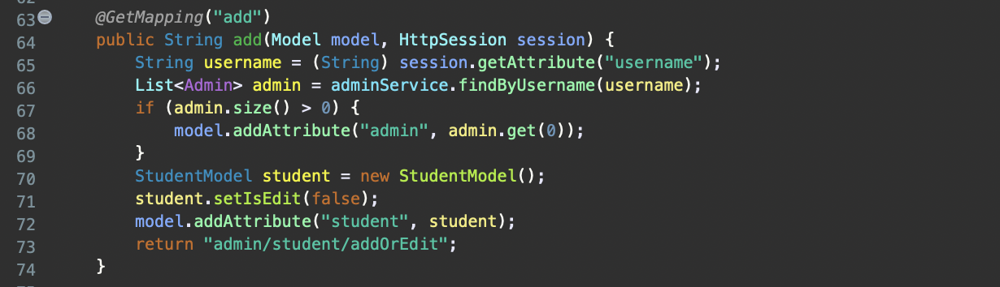 63 @GetMapping("add")
64 public String add(Model model, HttpSession session) {
65 String username = (String) session.getAttribute("username");
66 List<Admin> admin = adminService.findByUsername(username);
67 if (admin.size() > 0) {
68 model.addAttribute("admin", admin.get(0));
69 }
70 StudentModel student = new StudentModel();
71 student.setIsEdit(false);
72 model.addAttribute("student", student);
73 return "admin/student/addOrEdit";
74 }